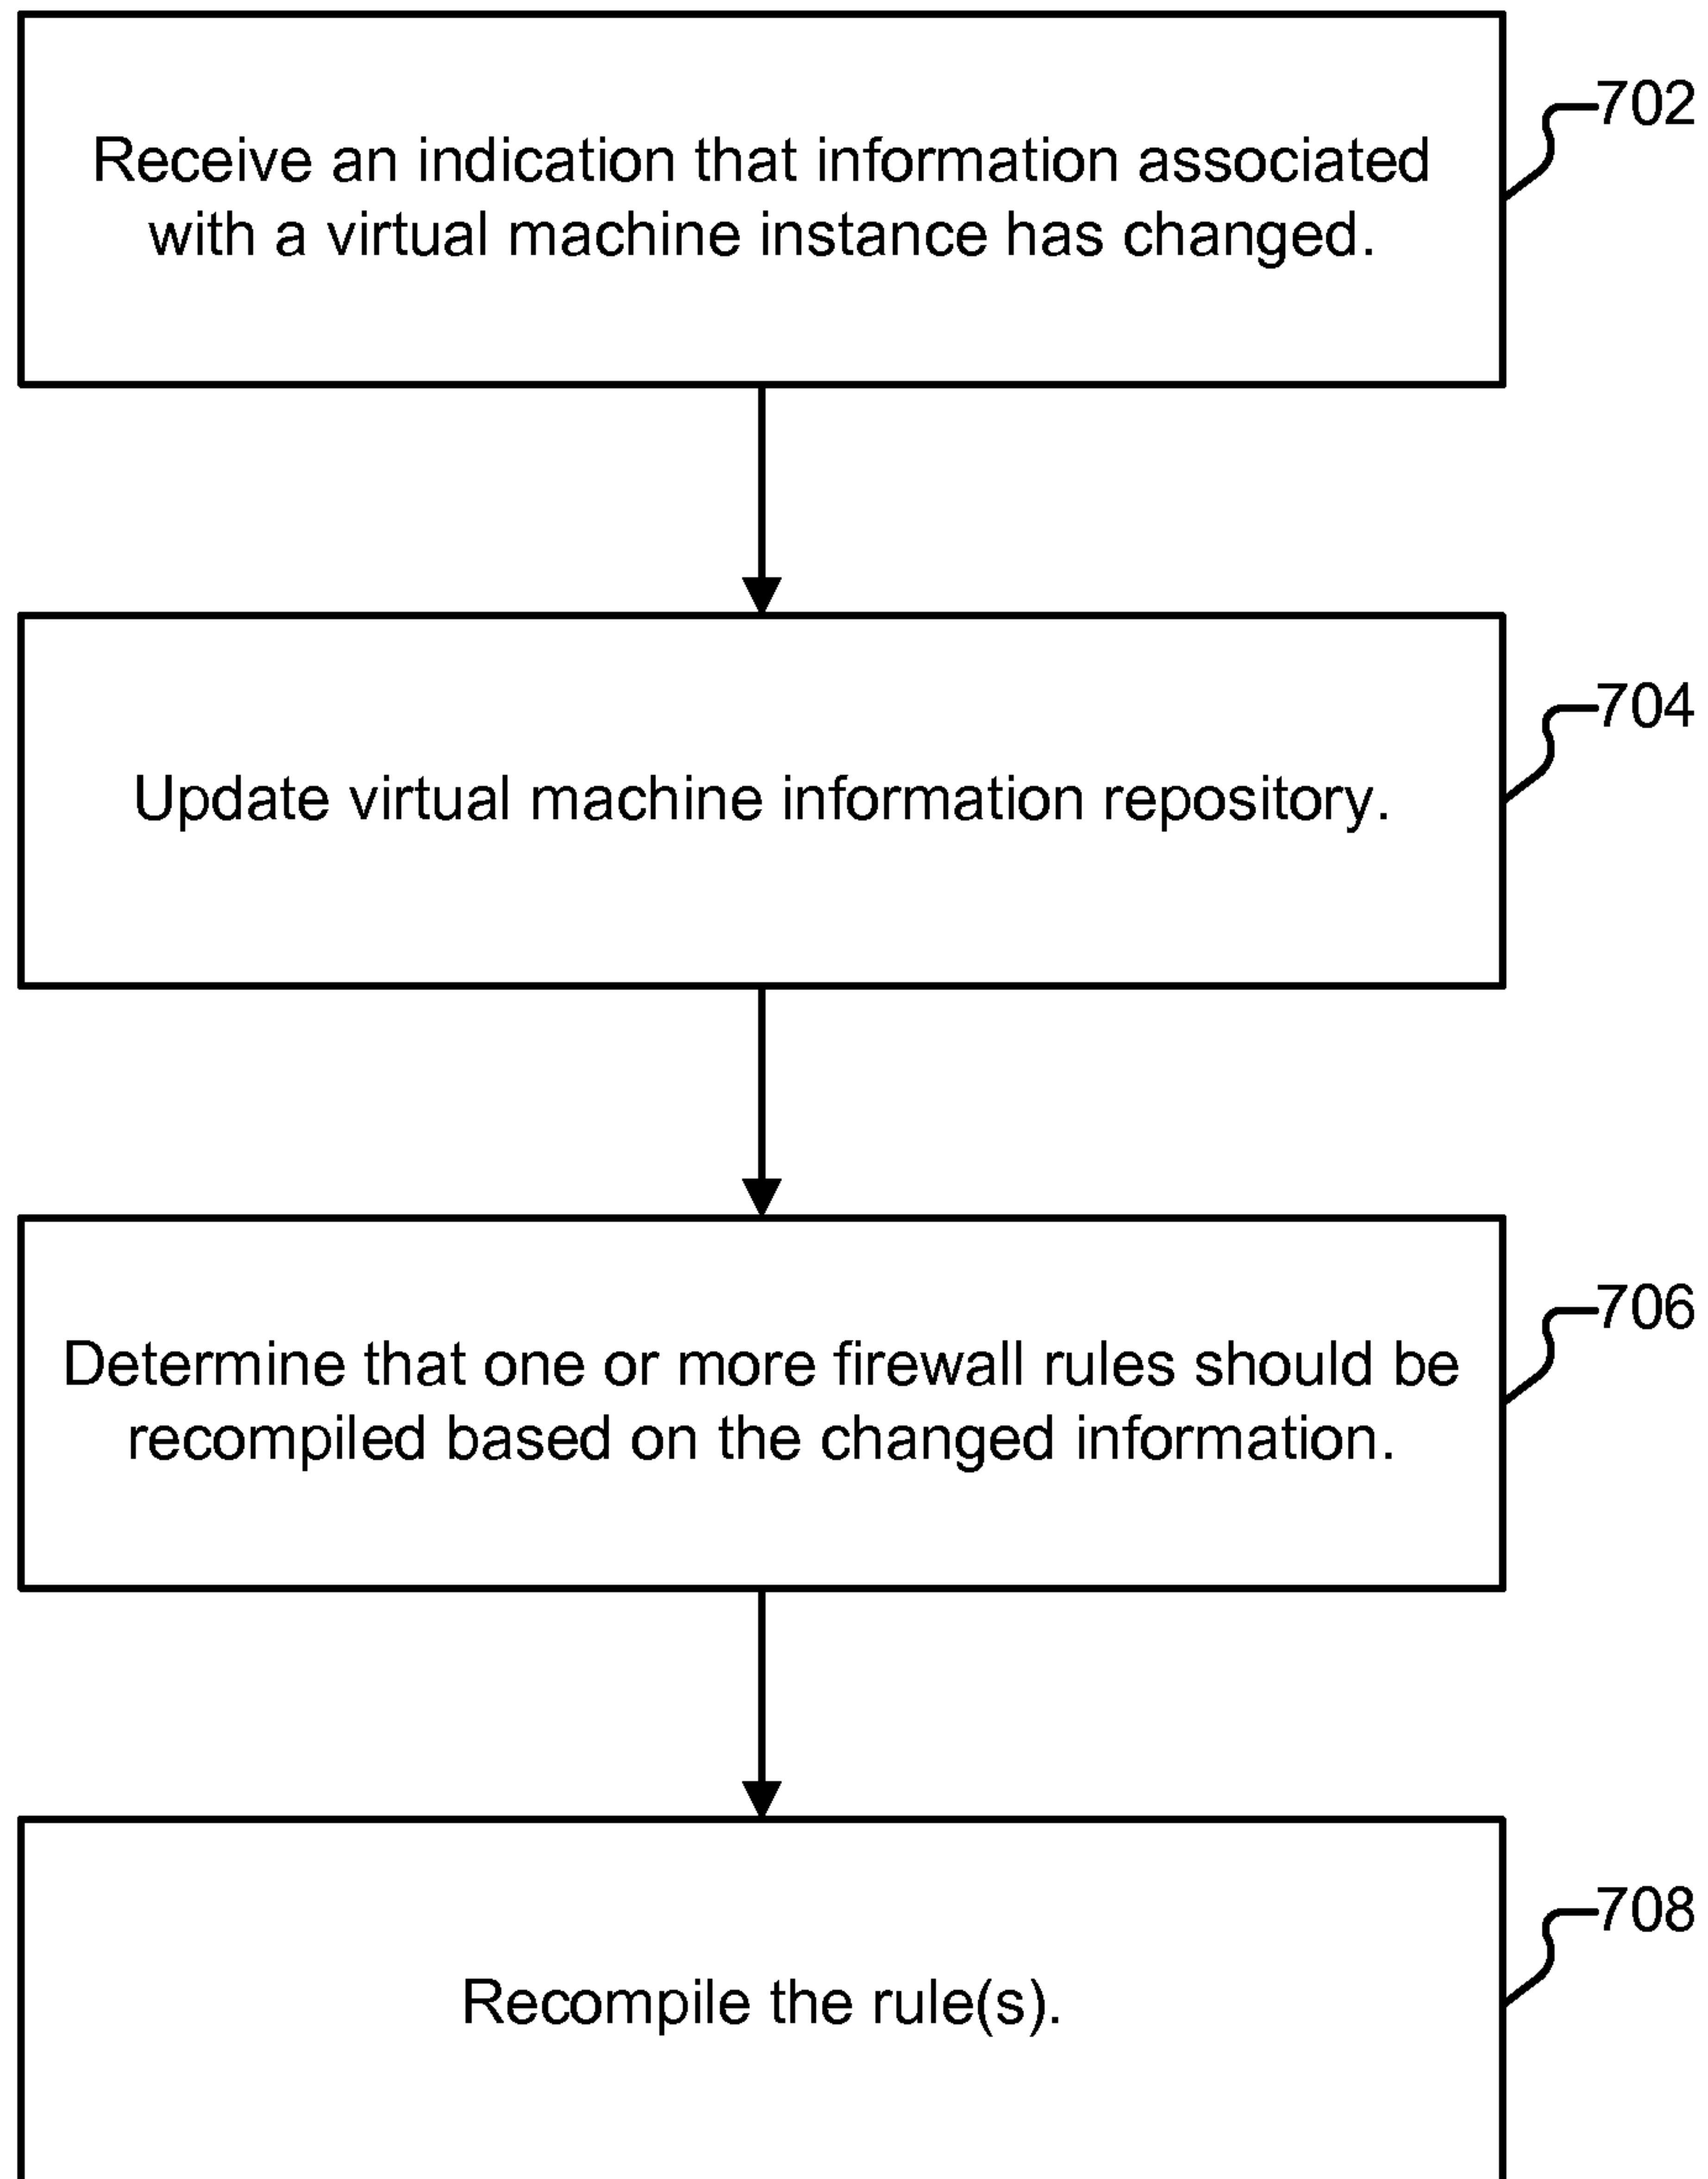 702
Receive an indication that information associated
with a virtual machine instance has changed.
704
Update virtual machine information repository.
706
Determine that one or more firewall rules should be
recompiled based on the changed information.
708
Recompile the rule(s).